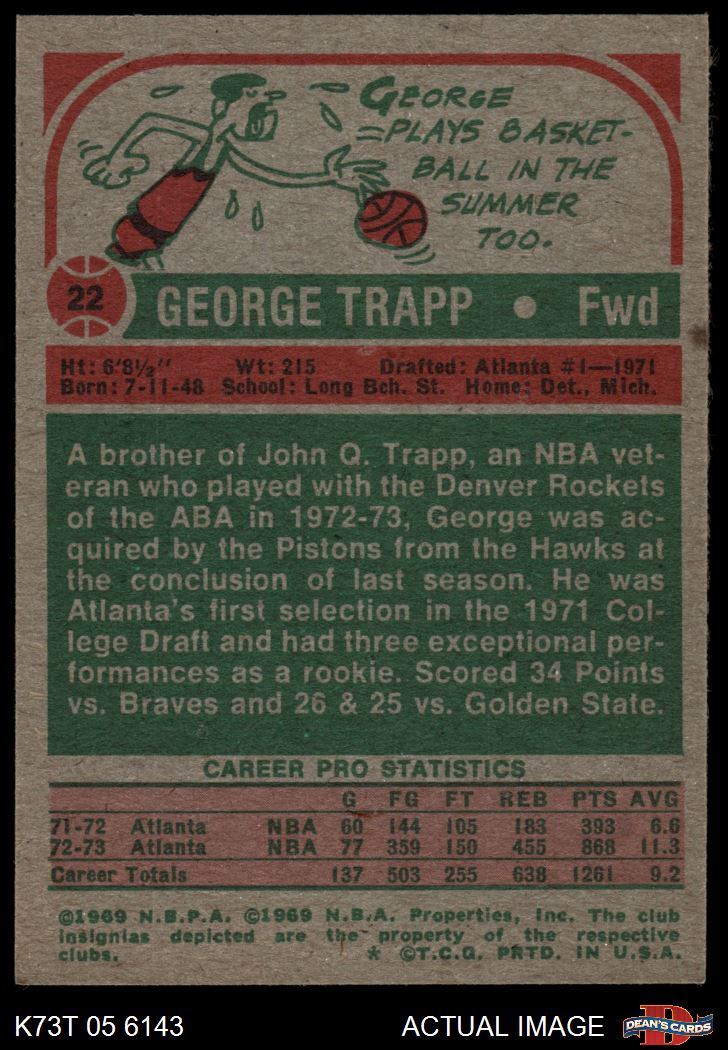 GEORGE
PLAYS BASKET-
BALL IN THE
SUMMER
TOO.
22
GEORGE TRAPP • Fwd
Ht: 6'8½" Wt: 215 Drafted: Atlanta #1—1971
Born: 7-11-48 School: Long Bch. St. Home: Det., Mich.
A brother of John Q. Trapp, an NBA vet-
eran who played with the Denver Rockets
of the ABA in 1972-73, George was ac-
quired by the Pistons from the Hawks at
the conclusion of last season. He was
Atlanta's first selection in the 1971 Col-
lege Draft and had three exceptional per-
formances as a rookie. Scored 34 Points
vs. Braves and 26 & 25 vs. Golden State.
CAREER PRO STATISTICS
G FG FT REB PTS AVG
71-72 Atlanta NBA 60 144 105 183 393 6.6
72-73 Atlanta NBA 77 359 150 455 868 11.3
Career Totals 137 503 255 638 1261 9.2
©1969 N.B.P.A. ©1969 N.B.A. Properties, Inc. The club
insignias depicted are the property of the respective
clubs. * ©T.C.G. PRTD. IN U.S.A.
K73T 05 6143 ACTUAL IMAGE
D
DEAN'S CARDS